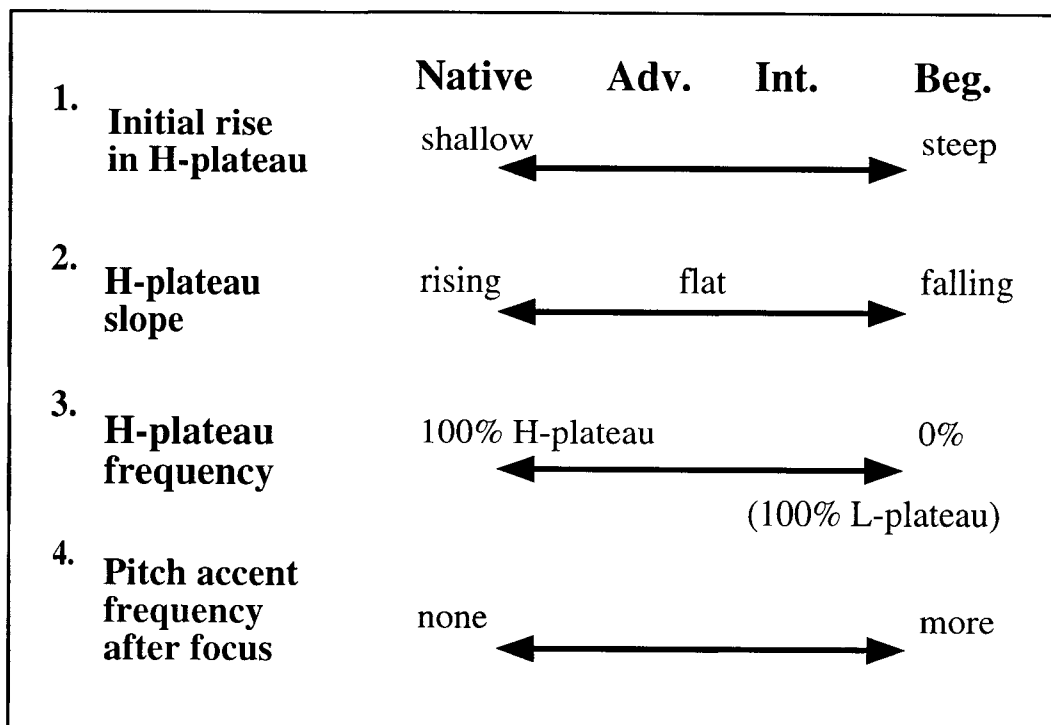 Native Adv. Int. Beg.
1. Initial rise
in H-plateau
shallow steep
2. H-plateau
slope
rising flat falling
3. H-plateau
frequency
100% H-plateau 0%
(100% L-plateau)
4. Pitch accent
frequency
after focus
none more